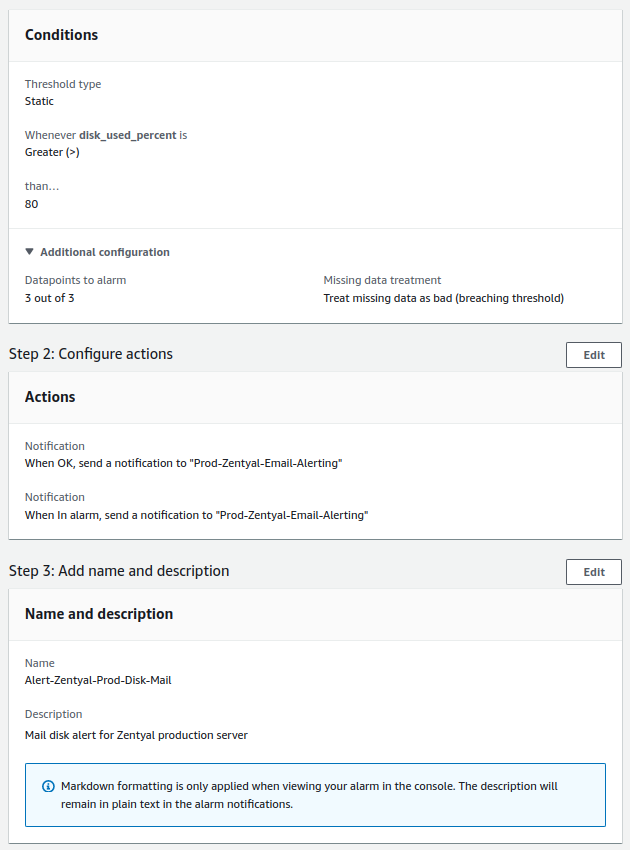 Conditions
Threshold type
Static
Whenever disk_used_percent is
Greater (>)
than...
80
Additional configuration
Datapoints to alarm
3 out of 3
Missing data treatment
Treat missing data as bad (breaching threshold)
Step 2: Configure actions
Edit
Actions
Notification
When OK, send a notification to "Prod-Zentyal-Email-Alerting"
Notification
When In alarm, send a notification to "Prod-Zentyal-Email-Alerting"
Step 3: Add name and description
Edit
Name and description
Name
Alert-Zentyal-Prod-Disk-Mail
Description
Mail disk alert for Zentyal production server
Markdown formatting is only applied when viewing your alarm in the console. The description will
remain in plain text in the alarm notifications.